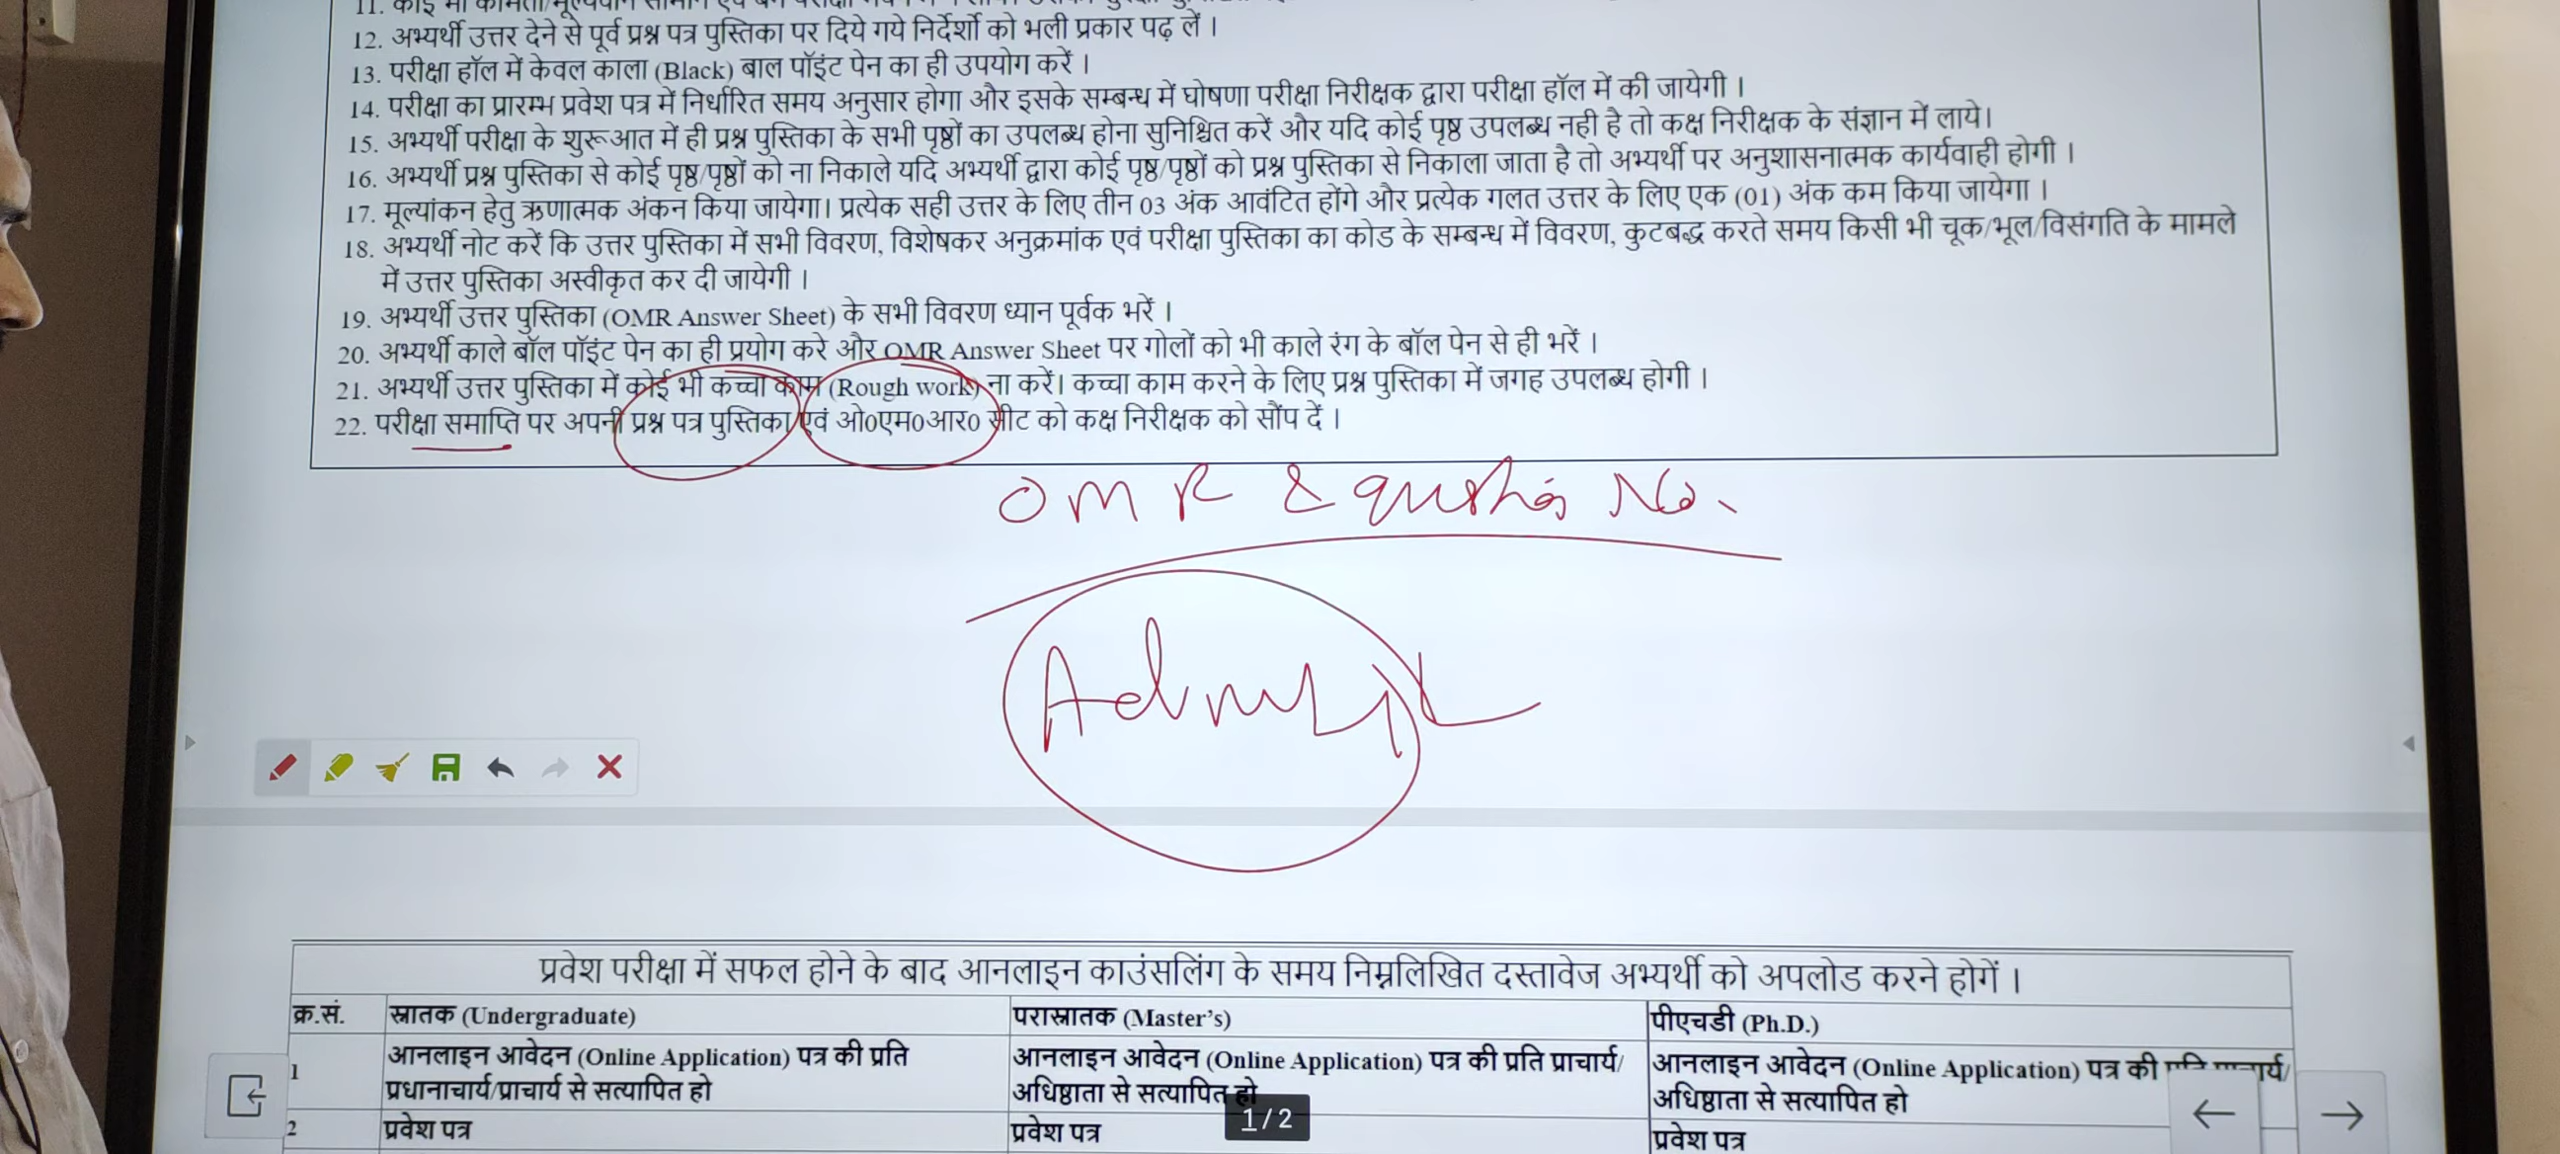 12. अभ्यर्थी उत्तर देने से पूर्व प्रश्न पत्र पुस्तिका पर दिये गये निर्देशों को भली प्रकार पढ़ लें ।
13. परीक्षा हॉल में केवल काला (Black) बाल पॉइंट पेन का ही उपयोग करें ।
14. परीक्षा का प्रारम्भ प्रवेश पत्र में निर्धारित समय अनुसार होगा और इसके सम्बन्ध में घोषणा परीक्षा निरीक्षक द्वारा परीक्षा हॉल में की जायेगी ।
15. अभ्यर्थी परीक्षा के शुरूआत में ही प्रश्न पुस्तिका के सभी पृष्ठों का उपलब्ध होना सुनिश्चित करें और यदि कोई पृष्ठ उपलब्ध नही है तो कक्ष निरीक्षक के संज्ञान में लाये।
16. अभ्यर्थी प्रश्न पुस्तिका से कोई पृष्ठ/पृष्ठों को ना निकाले यदि अभ्यर्थी द्वारा कोई पृष्ठ/पृष्ठों को प्रश्न पुस्तिका से निकाला जाता है तो अभ्यर्थी पर अनुशासनात्मक कार्यवाही होगी ।
17. मूल्यांकन हेतु ऋणात्मक अंकन किया जायेगा। प्रत्येक सही उत्तर के लिए तीन 03 अंक आवंटित होंगे और प्रत्येक गलत उत्तर के लिए एक (01) अंक कम किया जायेगा ।
18. अभ्यर्थी नोट करें कि उत्तर पुस्तिका में सभी विवरण, विशेषकर अनुक्रमांक एवं परीक्षा पुस्तिका का कोड के सम्बन्ध में विवरण, कुटबद्ध करते समय किसी भी चूक/भूल/विसंगति के मामले
में उत्तर पुस्तिका अस्वीकृत कर दी जायेगी ।
19. अभ्यर्थी उत्तर पुस्तिका (OMR Answer Sheet) के सभी विवरण ध्यान पूर्वक भरें ।
20. अभ्यर्थी काले बॉल पॉइंट पेन का ही प्रयोग करे और OMR Answer Sheet पर गोलों को भी काले रंग के बॉल पेन से ही भरें ।
21. अभ्यर्थी उत्तर पुस्तिका में कोई भी कच्चा काम (Rough work) ना करें। कच्चा काम करने के लिए प्रश्न पुस्तिका में जगह उपलब्ध होगी ।
22. परीक्षा समाप्ति पर अपनी प्रश्न पत्र पुस्तिका एवं ओ0एम0आर0 सीट को कक्ष निरीक्षक को सौंप दें ।
OMR & No.
प्रवेश परीक्षा में सफल होने के बाद आनलाइन काउंसलिंग के समय निम्नलिखित दस्तावेज अभ्यर्थी को अपलोड करने होगें ।
क्र.सं. स्नातक (Undergraduate) परास्नातक (Master's) पीएचडी (Ph.D.)
1 आनलाइन आवेदन (Online Application) पत्र की प्रति आनलाइन आवेदन (Online Application) पत्र की प्रति प्राचार्य/ आनलाइन आवेदन (Online Application) पत्र की
प्रधानाचार्य/प्राचार्य से सत्यापित हो अधिष्ठाता से सत्यापित हो अधिष्ठाता से सत्यापित हो
2 प्रवेश पत्र प्रवेश पत्र प्रवेश पत्र
1/2